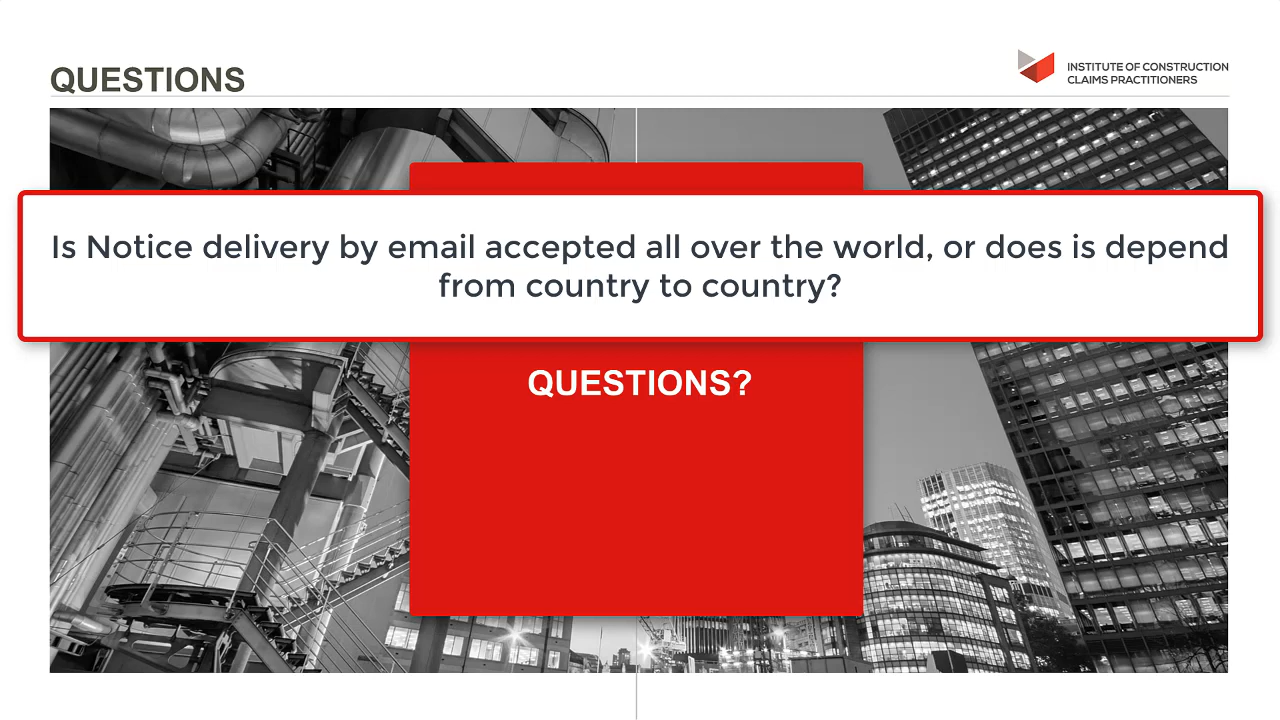 QUESTIONS
INSTITUTE OF CONSTRUCTION
CLAIMS PRACTITIONERS
Is Notice delivery by email accepted all over the world, or does is depend
from country to country?
QUESTIONS?